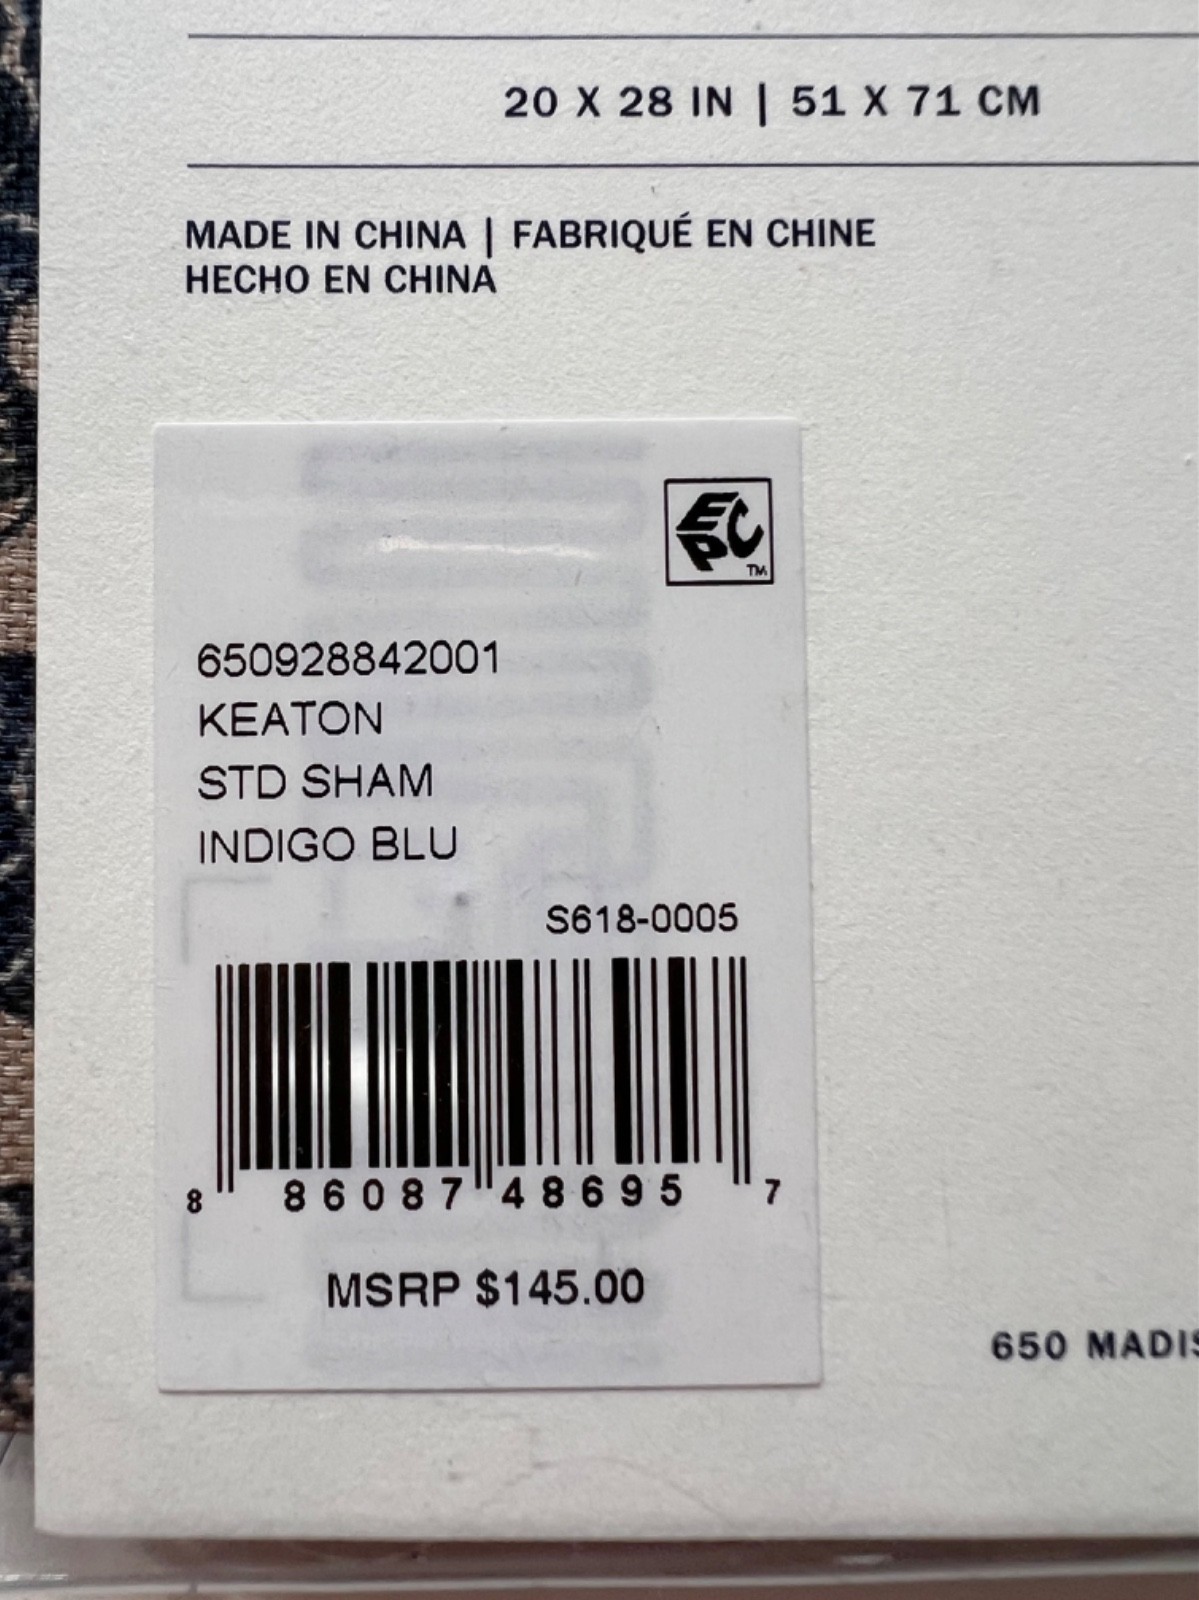 20 X 28 IN | 51 X 71 CM
MADE IN CHINA | FABRIQUÉ EN CHINE
HECHO EN CHINA
EPC
TM
650928842001
KEATON
STD SHAM
INDIGO BLU
S618-0005
8 86087 48695 7
MSRP $145.00
650